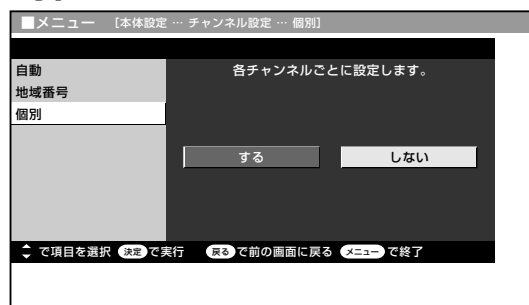 ■メニュー [本体設定 … チャンネル設定 … 個別]
自動
地域番号
個別
各チャンネルごとに設定します。
する しない
で項目を選択 決定 で実行 戻る で前の画面に戻る メニュー で終了